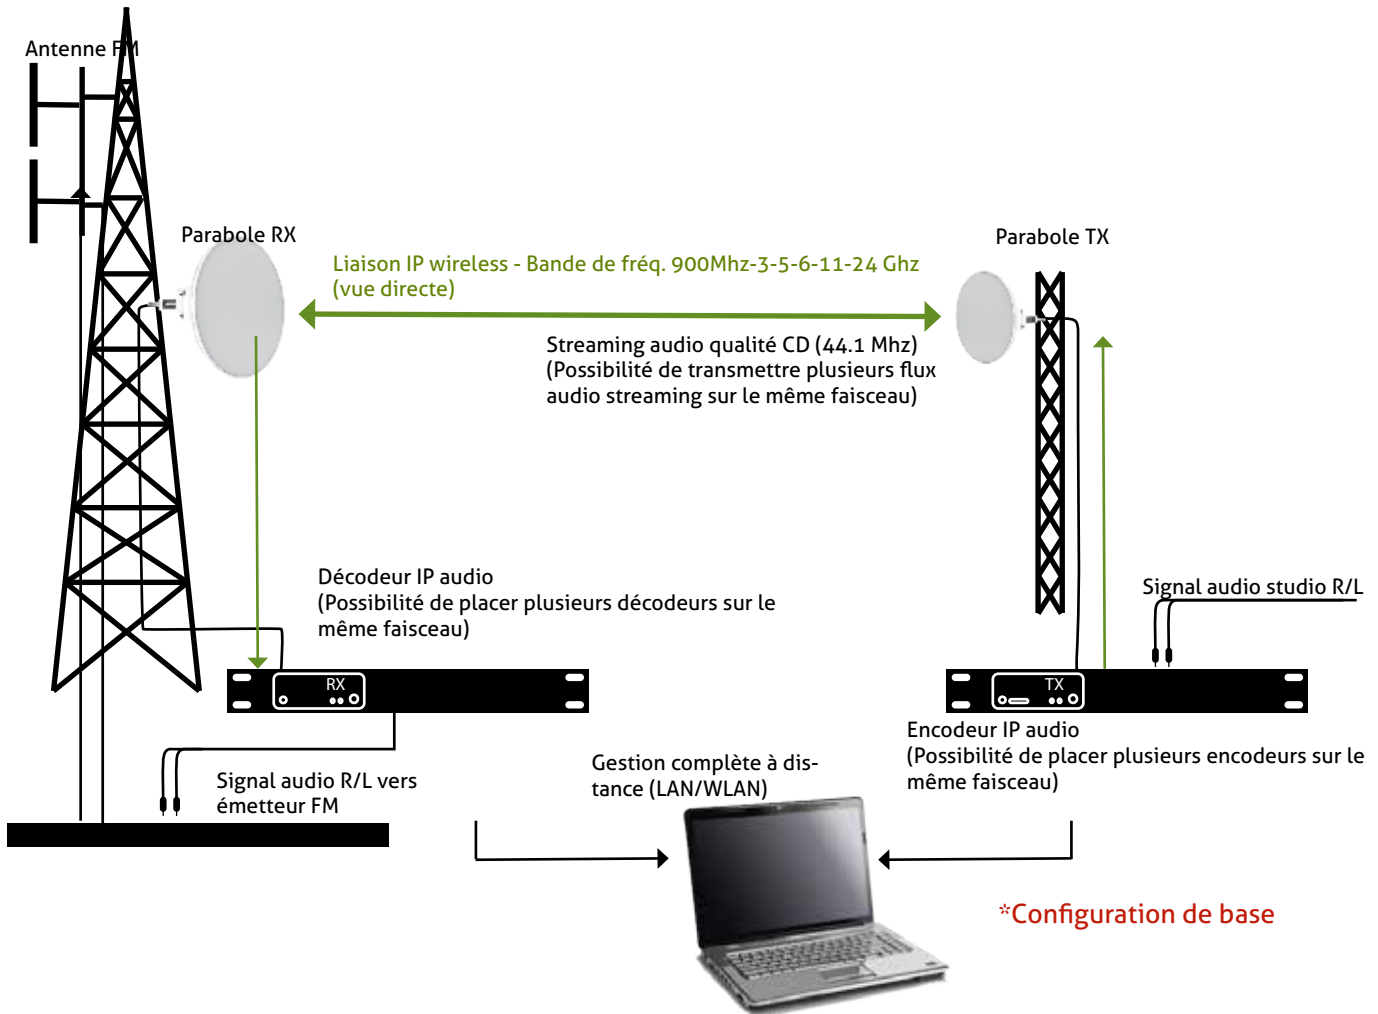 Antenne FM
Parabole RX
Parabole TX
Liaison IP wireless - Bande de fréq. 900Mhz-3-5-6-11-24 Ghz
(vue directe)
Streaming audio qualité CD (44.1 Mhz)
(Possibilité de transmettre plusieurs flux
audio streaming sur le même faisceau)
Décodeur IP audio
(Possibilité de placer plusieurs décodeurs sur le
même faisceau)
Signal audio studio R/L
RX
TX
Encodeur IP audio
(Possibilité de placer plusieurs encodeurs sur le
même faisceau)
Signal audio R/L vers
émetteur FM
Gestion complète à dis-
tance (LAN/WLAN)
*Configuration de base